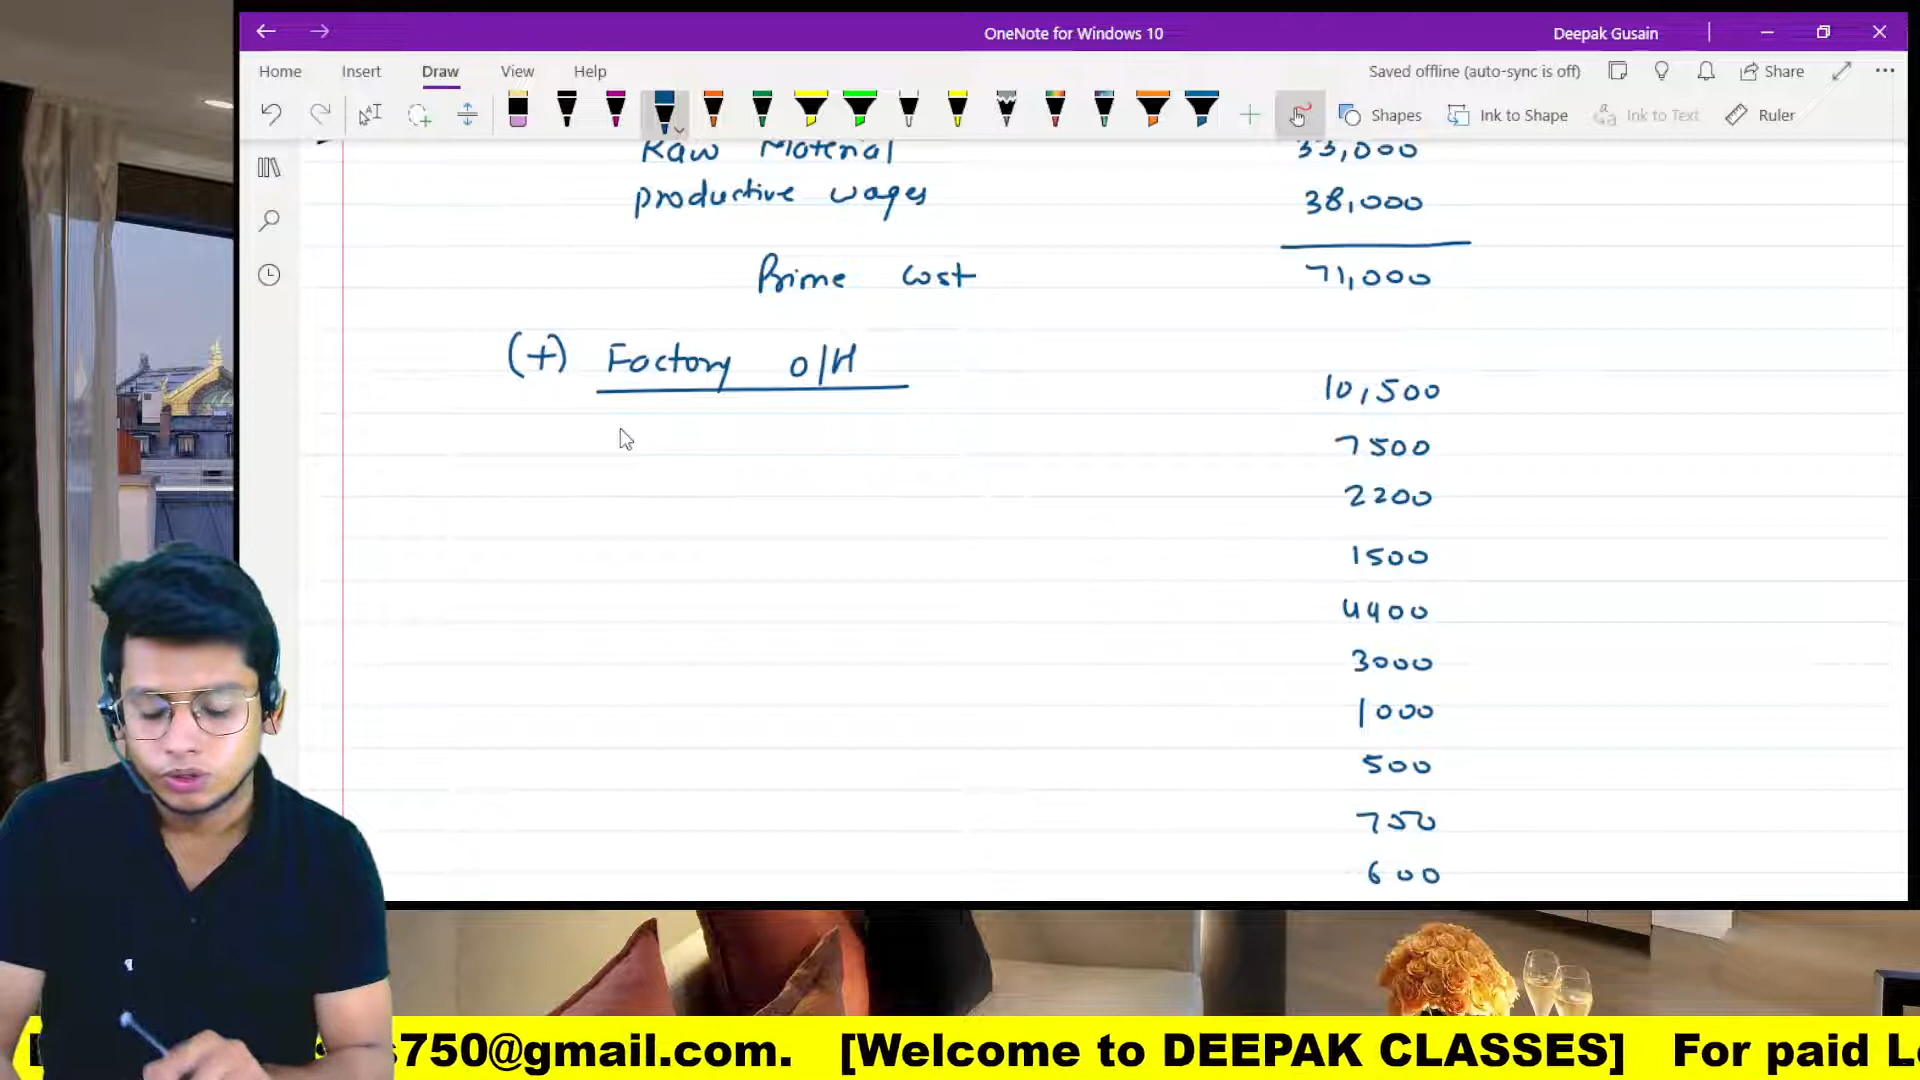 OneNote for Windows 10
Deepak Gusain
Home Insert Draw View Help
Saved offline (auto-sync is off)
Share
Shapes
Ink to Shape
Ink to Text
Ruler
Raw Material 33,000
productive wages 38,000
Prime cost 71,000
(+) Factory O/H
10,500
7500
2200
1500
4400
3000
1000
500
750
600
750@gmail.com. [Welcome to DEEPAK CLASSES] For paid L